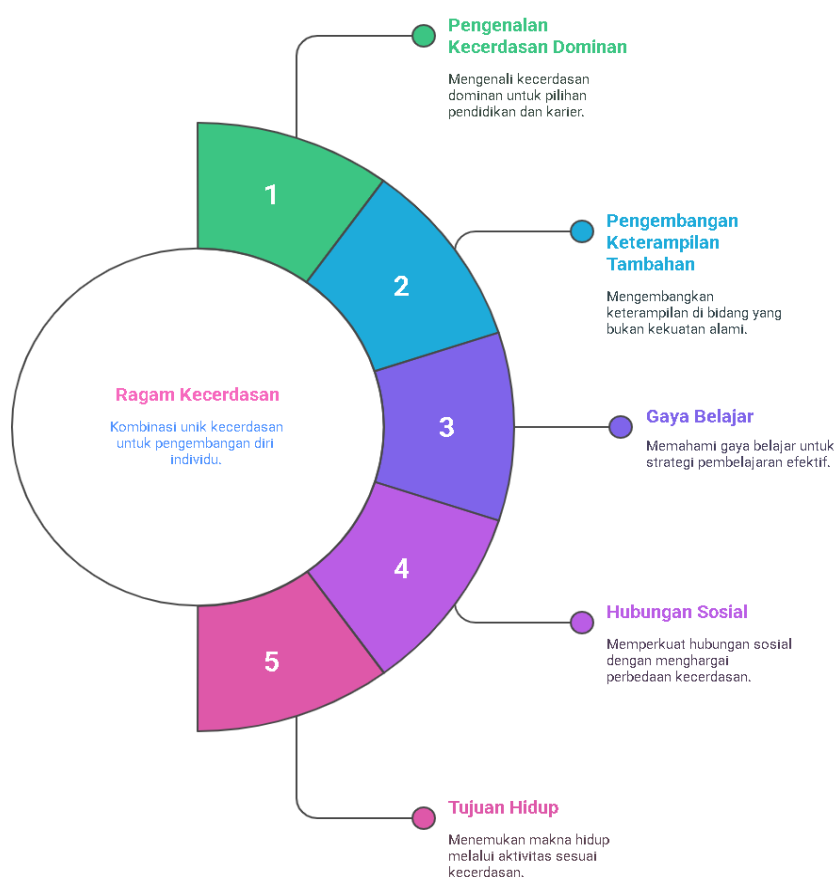 Pengenalan
Kecerdasan Dominan
Mengenali kecerdasan
dominan untuk pilihan
pendidikan dan karier.
1
Pengembangan
Keterampilan
Tambahan
Mengembangkan
keterampilan di bidang yang
bukan kekuatan alami.
2
Ragam Kecerdasan
Kombinasi unik kecerdasan
untuk pengembangan diri
individu.
3
Gaya Belajar
Memahami gaya belajar untuk
strategi pembelajaran efektif.
4
Hubungan Sosial
Memperkuat hubungan sosial
dengan menghargai
perbedaan kecerdasan.
5
Tujuan Hidup
Menemukan makna hidup
melalui aktivitas sesuai
kecerdasan.